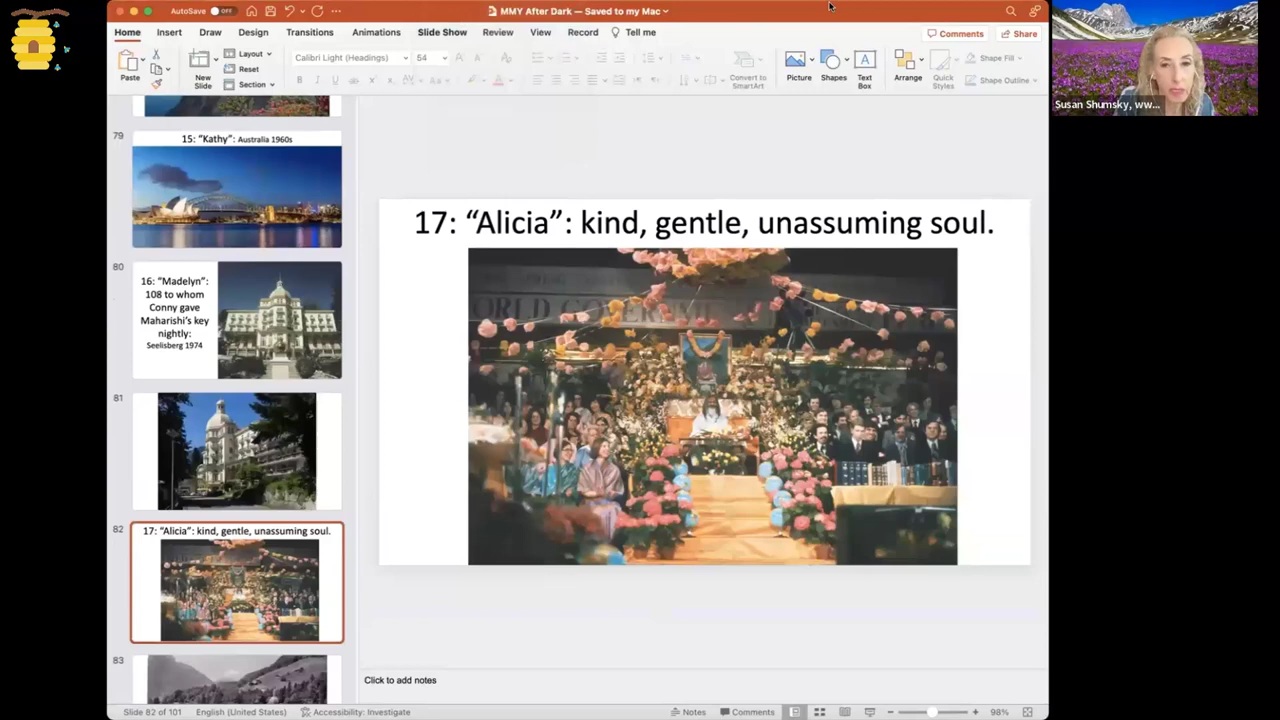 AutoSave OFF
MMY After Dark — Saved to my Mac
Home Insert Draw Design Transitions Animations Slide Show Review View Record Tell me
Comments Share
Paste
New Slide
Layout
Reset
Section
Calibri Light (Headings) 54
Convert to SmartArt
Picture
Shapes
Text Box
Arrange
Quick Styles
Shape Fill
Shape Outline
Susan Shumsky, ww...
79
15: “Kathy”: Australia 1960s
80
16: “Madelyn”:
108 to whom
Conny gave
Maharishi’s key
nightly:
Seelisberg 1974
81
82
17: “Alicia”: kind, gentle, unassuming soul.
83
17: “Alicia”: kind, gentle, unassuming soul.
Click to add notes
Slide 82 of 101 English (United States) Accessibility: Investigate Notes Comments 98%